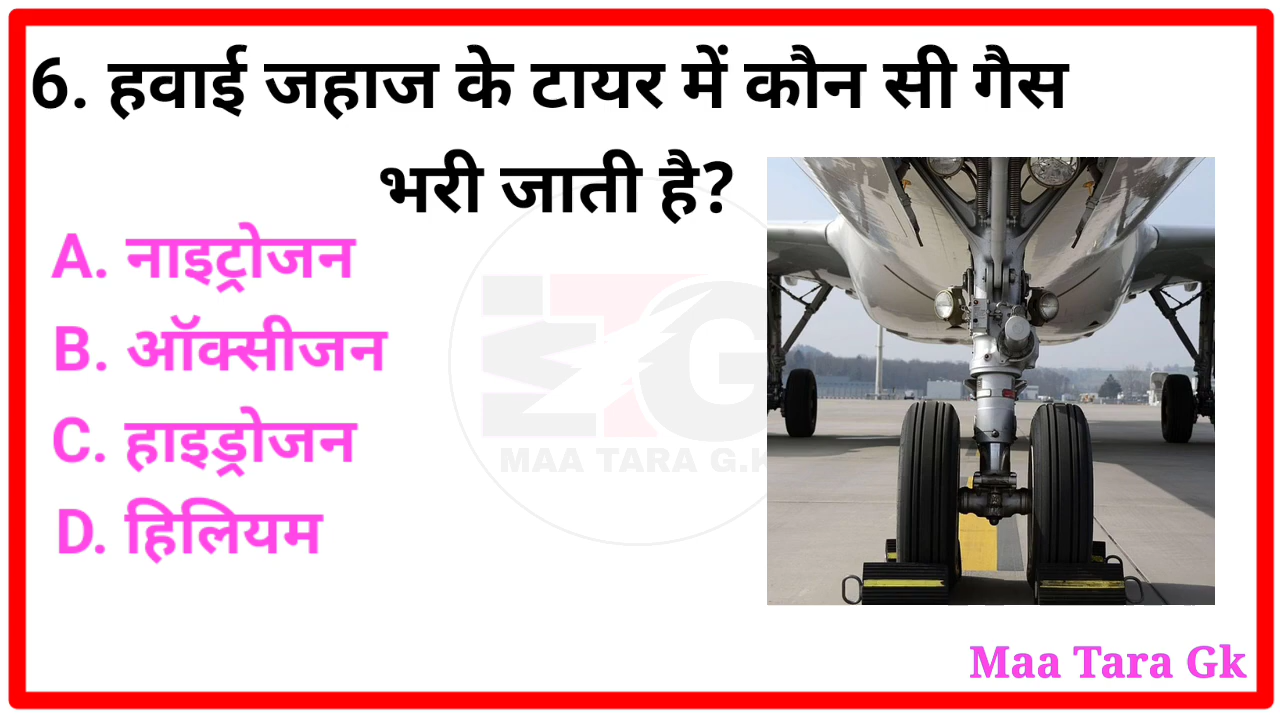 6. हवाई जहाज के टायर में कौन सी गैस
भरी जाती है?
A. नाइट्रोजन
B. ऑक्सीजन
C. हाइड्रोजन
D. हिलियम
MAA TARA G.K
Maa Tara Gk